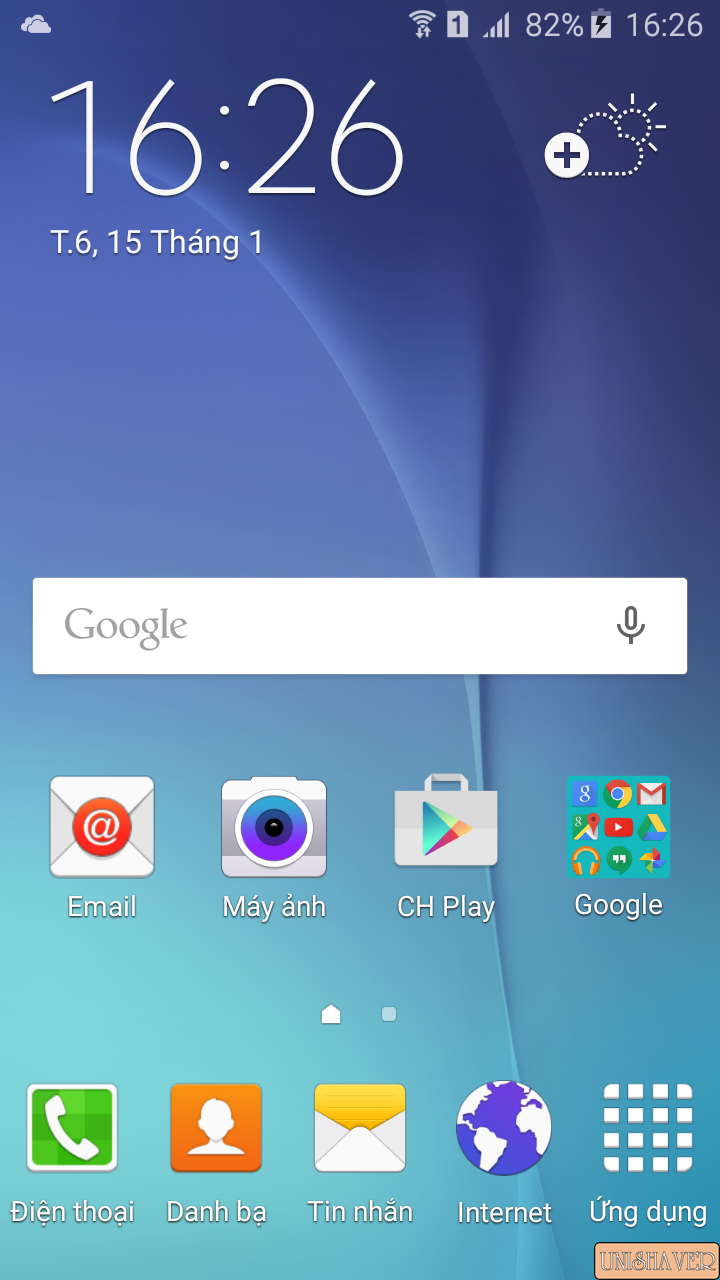 1 82% 16:26
16:26
T.6, 15 Tháng 1
Google
Email Máy ảnh CH Play Google
Điện thoại Danh bạ Tin nhắn Internet Ứng dụng
UNISHAVER